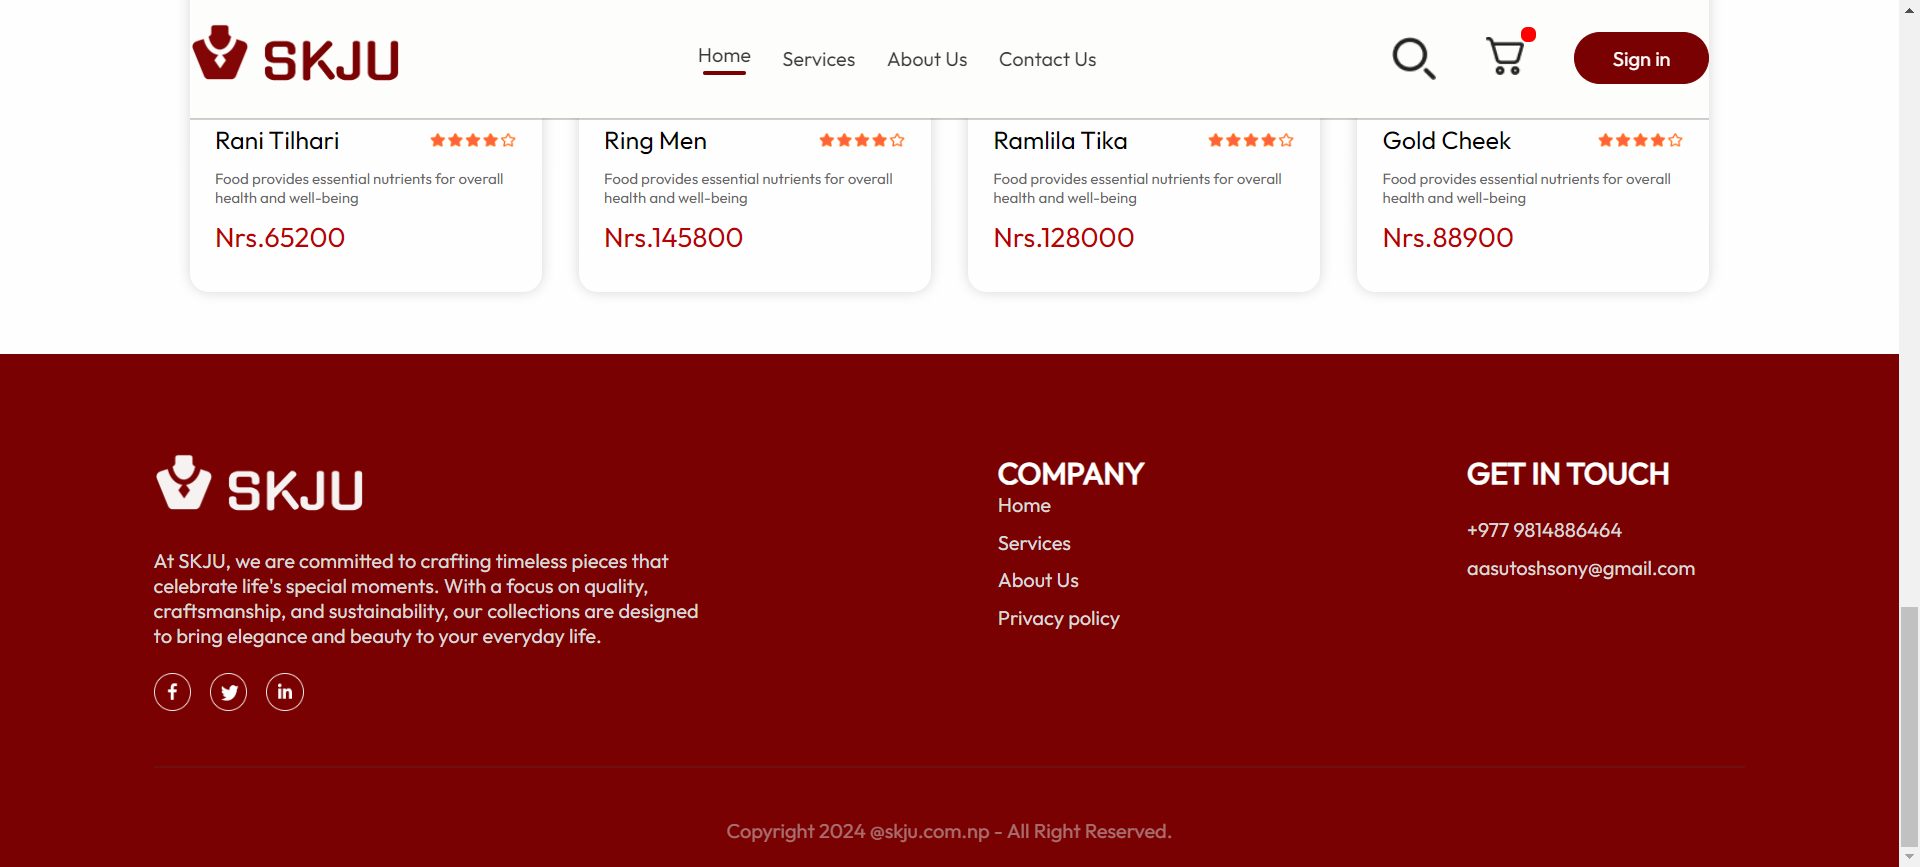 SKJU
Home Services About Us Contact Us Sign in
Rani Tilhari
Food provides essential nutrients for overall
health and well-being
Nrs.65200
Ring Men
Food provides essential nutrients for overall
health and well-being
Nrs.145800
Ramlila Tika
Food provides essential nutrients for overall
health and well-being
Nrs.128000
Gold Cheek
Food provides essential nutrients for overall
health and well-being
Nrs.88900
SKJU
At SKJU, we are committed to crafting timeless pieces that
celebrate life's special moments. With a focus on quality,
craftsmanship, and sustainability, our collections are designed
to bring elegance and beauty to your everyday life.
COMPANY
Home
Services
About Us
Privacy policy
GET IN TOUCH
+977 9814886464
aasutoshsony@gmail.com
Copyright 2024 @skju.com.np - All Right Reserved.